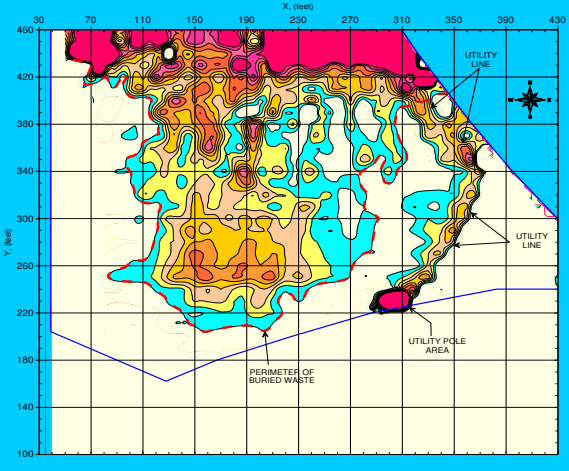 X, (feet)
30 70 110 150 190 230 270 310 350 390 430
460
420
380
340
300
260
220
180
140
100
Y, (feet)
UTILITY
LINE
N
W E
S
UTILITY
LINE
UTILITY POLE
AREA
PERIMETER OF
BURIED WASTE